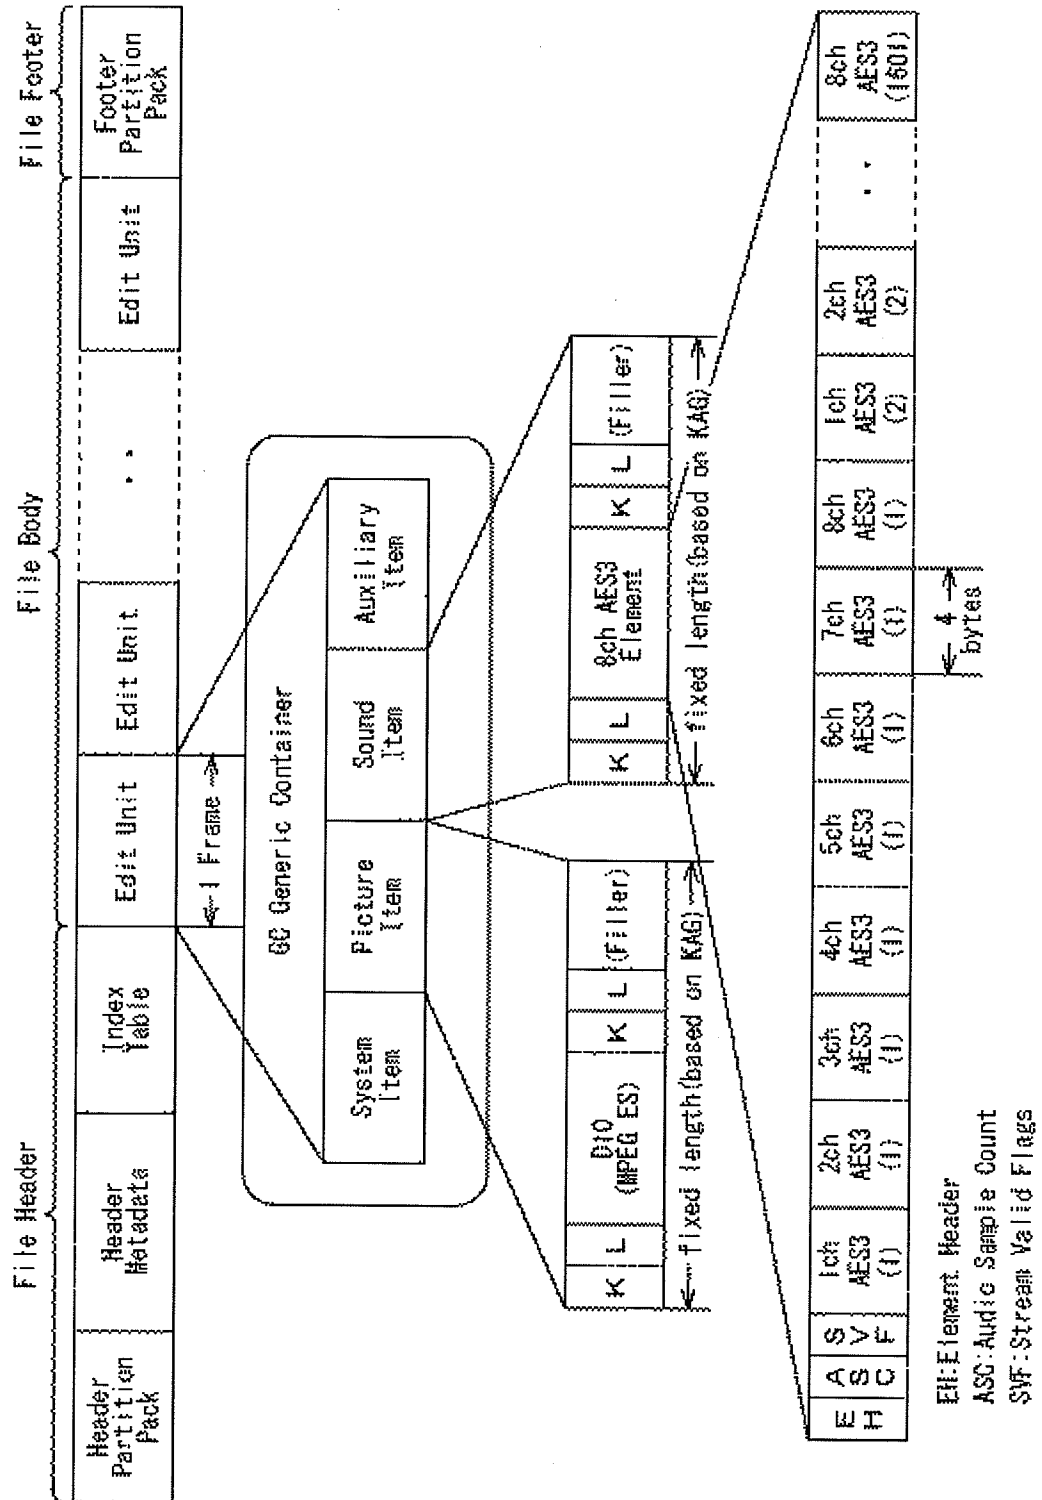 File Header
File Body
File Footer
Header
Partition
Pack
Header
Metadata
Index
Table
Edit Unit
Edit Unit
. .
Edit Unit
Footer
Partition
Pack
1 Frame
GC Generic Container
System
Item
Picture
Item
Sound
Item
Auxiliary
Item
K
L
D10
(MPEG ES)
K
L
(Filler)
fixed length(based on KAG)
K
L
8ch AES3
Element
K
L
(Filler)
fixed length(based on KAG)
E
H
A
S
C
S
V
F
1ch
AES3
(1)
2ch
AES3
(1)
3ch
AES3
(1)
4ch
AES3
(1)
5ch
AES3
(1)
6ch
AES3
(1)
7ch
AES3
(1)
8ch
AES3
(1)
1ch
AES3
(2)
2ch
AES3
(2)
. .
8ch
AES3
(1601)
4
bytes
EH:Element Header
ASC:Audio Sample Count
SVF:Stream Valid Flags